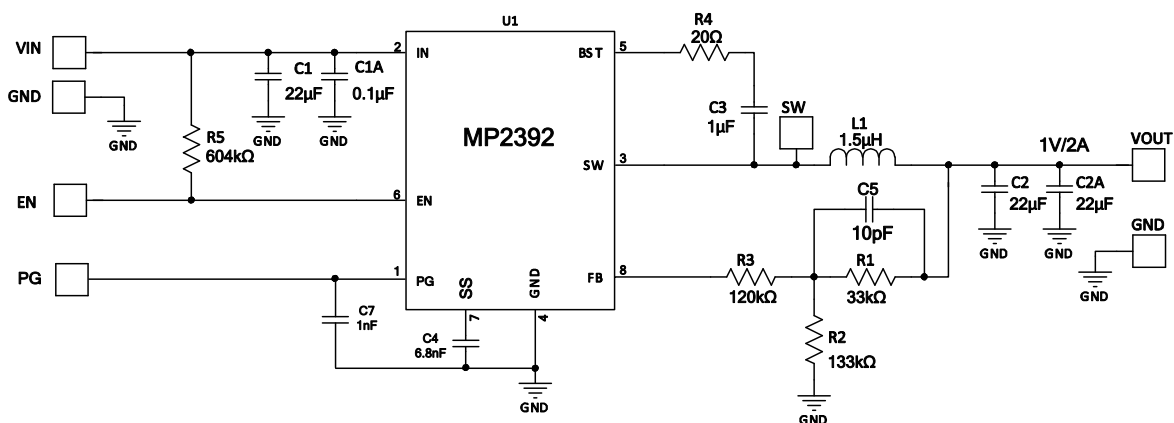 U1
MP2392
VIN
GND
GND
EN
PG
C1
22µF
C1A
0.1µF
GND
GND
R5
604kΩ
2
IN
6
EN
1
PG
C7
1nF
SS
7
C4
6.8nF
GND
4
GND
BST
5
R4
20Ω
C3
1µF
SW
SW
3
L1
1.5µH
1V/2A
VOUT
C2
22µF
C2A
22µF
GND
GND
GND
GND
C5
10pF
FB
8
R3
120kΩ
R1
33kΩ
R2
133kΩ
GND